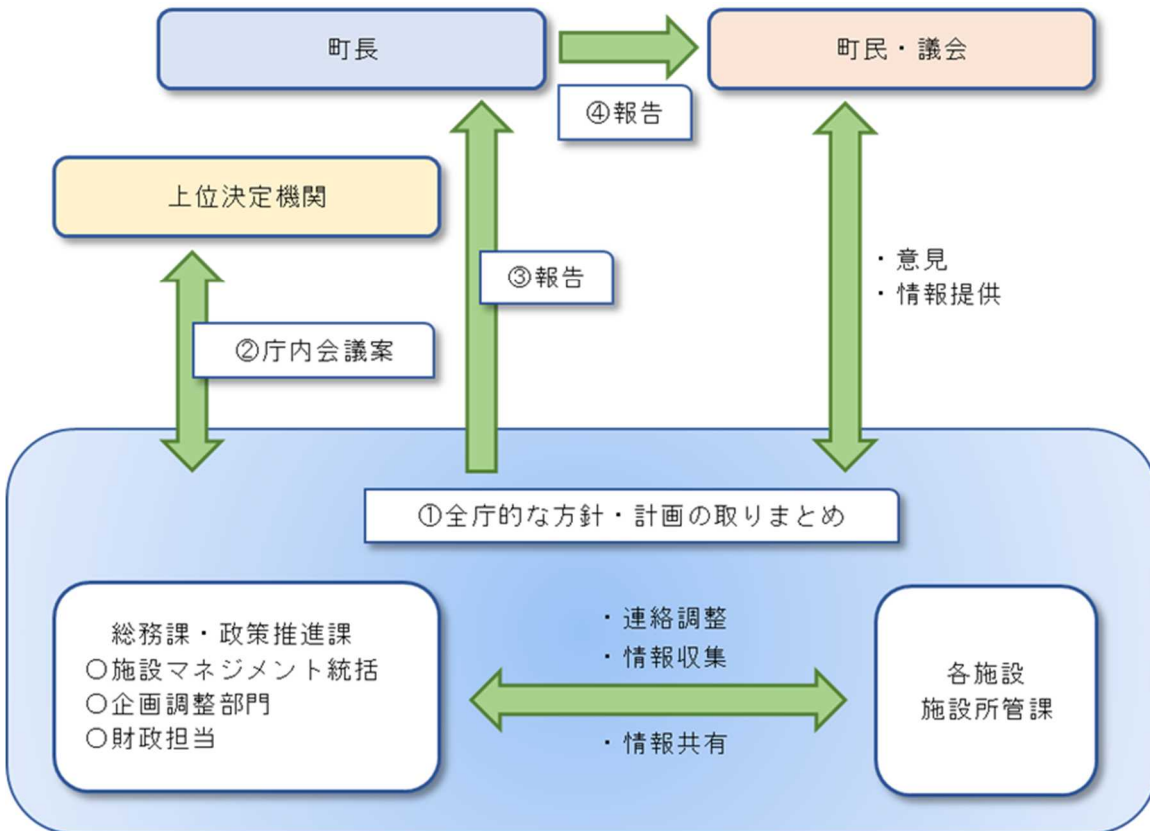 町長
町民・議会
④報告
上位決定機関
③報告
・意見
・情報提供
②庁内会議案
①全庁的な方針・計画の取りまとめ
総務課・政策推進課
○施設マネジメント統括
○企画調整部門
○財政担当
・連絡調整
・情報収集
・情報共有
各施設
施設所管課